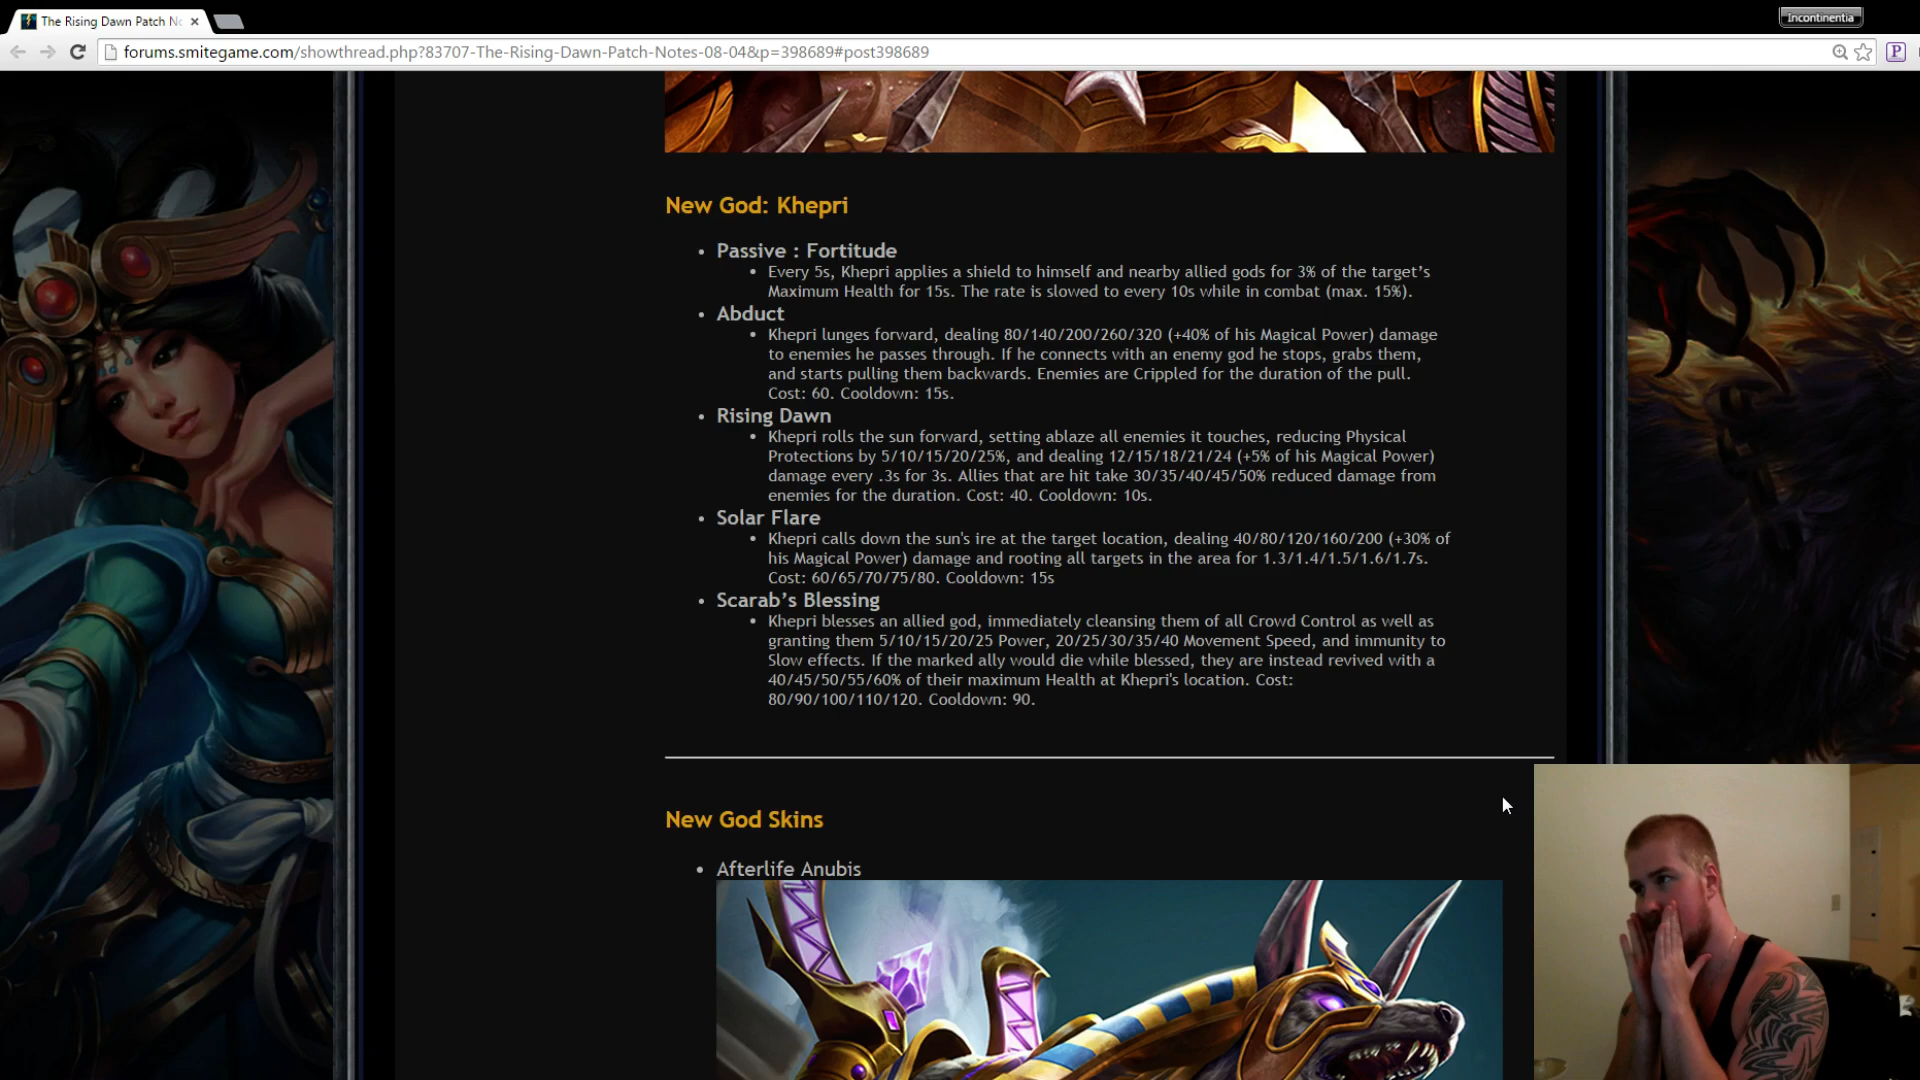 The Rising Dawn Patch No
Incontinentia
forums.smitegame.com/showthread.php?83707-The-Rising-Dawn-Patch-Notes-08-04&p=398689#post398689
P
New God: Khepri
• Passive : Fortitude
• Every 5s, Khepri applies a shield to himself and nearby allied gods for 3% of the target’s
Maximum Health for 15s. The rate is slowed to every 10s while in combat (max. 15%).
• Abduct
• Khepri lunges forward, dealing 80/140/200/260/320 (+40% of his Magical Power) damage
to enemies he passes through. If he connects with an enemy god he stops, grabs them,
and starts pulling them backwards. Enemies are Crippled for the duration of the pull.
Cost: 60. Cooldown: 15s.
• Rising Dawn
• Khepri rolls the sun forward, setting ablaze all enemies it touches, reducing Physical
Protections by 5/10/15/20/25%, and dealing 12/15/18/21/24 (+5% of his Magical Power)
damage every .3s for 3s. Allies that are hit take 30/35/40/45/50% reduced damage from
enemies for the duration. Cost: 40. Cooldown: 10s.
• Solar Flare
• Khepri calls down the sun's ire at the target location, dealing 40/80/120/160/200 (+30% of
his Magical Power) damage and rooting all targets in the area for 1.3/1.4/1.5/1.6/1.7s.
Cost: 60/65/70/75/80. Cooldown: 15s
• Scarab’s Blessing
• Khepri blesses an allied god, immediately cleansing them of all Crowd Control as well as
granting them 5/10/15/20/25 Power, 20/25/30/35/40 Movement Speed, and immunity to
Slow effects. If the marked ally would die while blessed, they are instead revived with a
40/45/50/55/60% of their maximum Health at Khepri's location. Cost:
80/90/100/110/120. Cooldown: 90.
New God Skins
• Afterlife Anubis